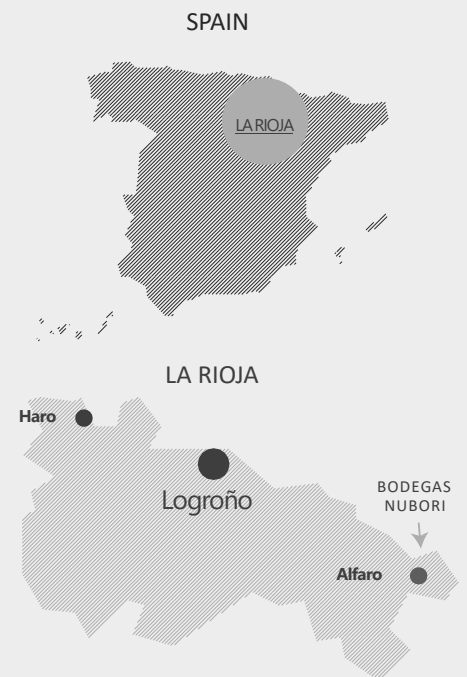 SPAIN
LA RIOJA
LA RIOJA
Haro
Logroño
BODEGAS
NUBORI
Alfaro